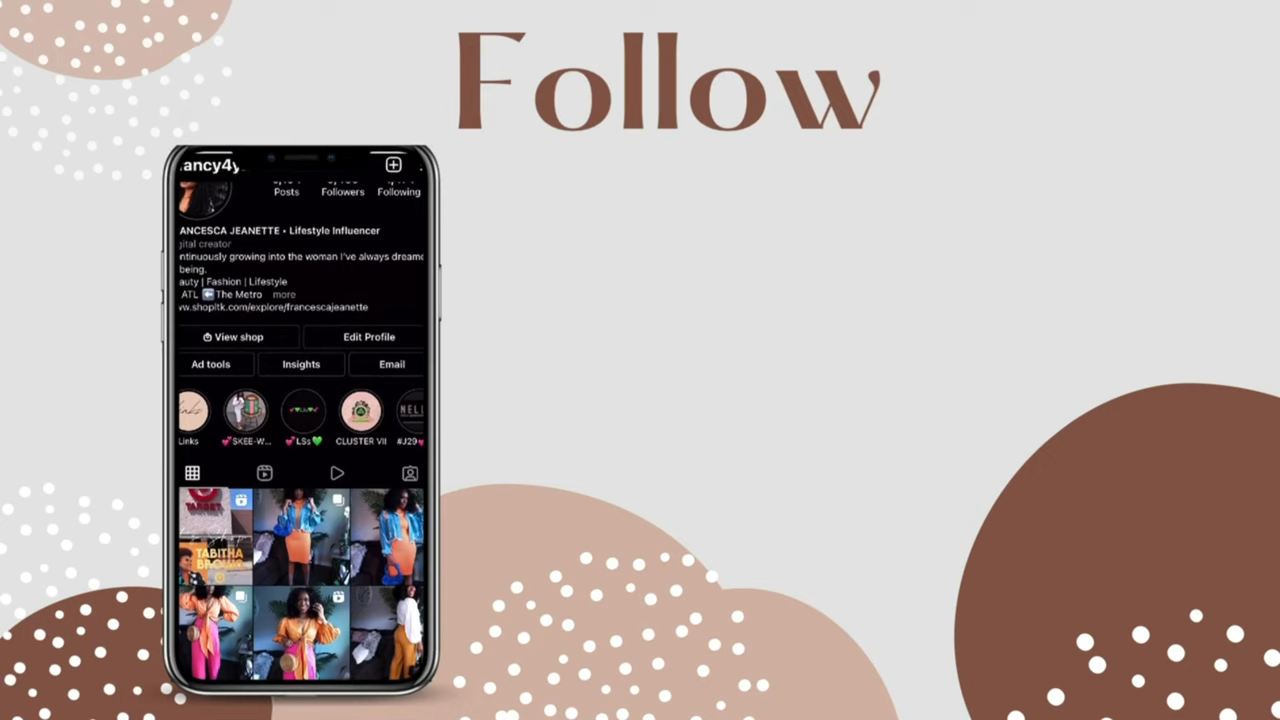 Follow
ancy4y
Posts Followers Following
ANCESCA JEANETTE • Lifestyle Influencer
gital creator
ntinuously growing into the woman I've always dreame
being.
auty | Fashion | Lifestyle
ATL ⬅️The Metro more
w.shopltk.com/explore/francescajeanette
View shop Edit Profile
Ad tools Insights Email
NELL
Links 💕SKEE-W... 💕LSs💚 CLUSTER VII #J29
TARGET
TABITHA
BROWN